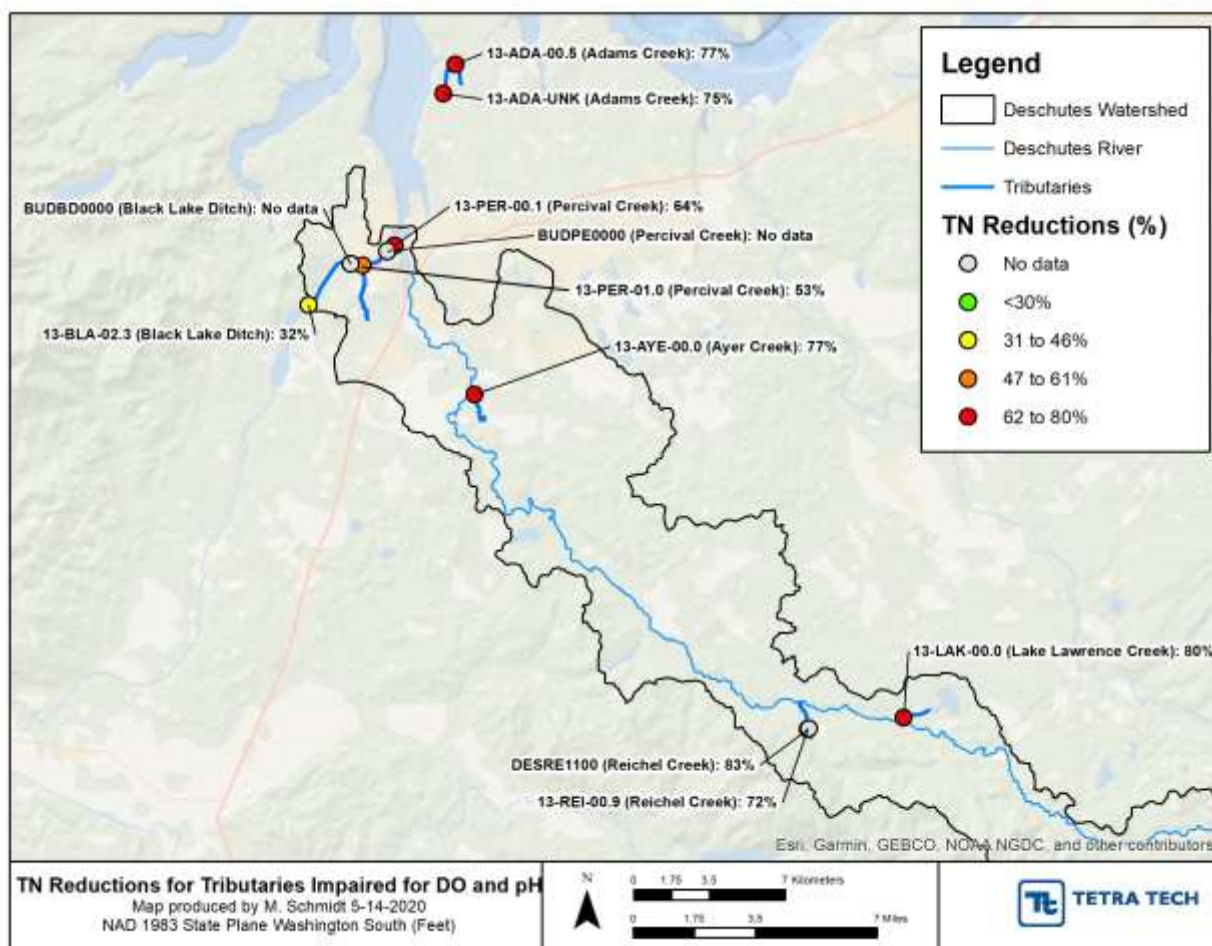 13-ADA-00.5 (Adams Creek): 77%
13-ADA-UNK (Adams Creek): 75%
BUDBD0000 (Black Lake Ditch): No data
13-PER-00.1 (Percival Creek): 64%
BUDPE0000 (Percival Creek): No data
13-PER-01.0 (Percival Creek): 53%
13-BLA-02.3 (Black Lake Ditch): 32%
13-AYE-00.0 (Ayer Creek): 77%
13-LAK-00.0 (Lake Lawrence Creek): 80%
DESRE1100 (Reichel Creek): 83%
13-REI-00.9 (Reichel Creek): 72%
Legend
Deschutes Watershed
Deschutes River
Tributaries
TN Reductions (%)
No data
<30%
31 to 46%
47 to 61%
62 to 80%
Esri, Garmin, GEBCO, NOAA NGDC, and other contributors
TN Reductions for Tributaries Impaired for DO and pH
Map produced by M. Schmidt 5-14-2020
NAD 1983 State Plane Washington South (Feet)
N
0 1.75 3.5 7 Kilometers
0 1.75 3.5 7 Miles
Tt TETRA TECH